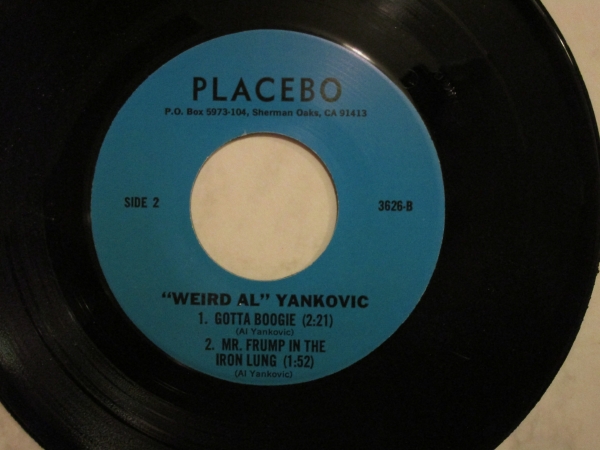 PLACEBO
P.O. Box 5973-104, Sherman Oaks, CA 91413
SIDE 2
3626-B
"WEIRD AL" YANKOVIC
1. GOTTA BOOGIE (2:21)
(Al Yankovic)
2. MR. FRUMP IN THE
IRON LUNG (1:52)
(Al Yankovic)